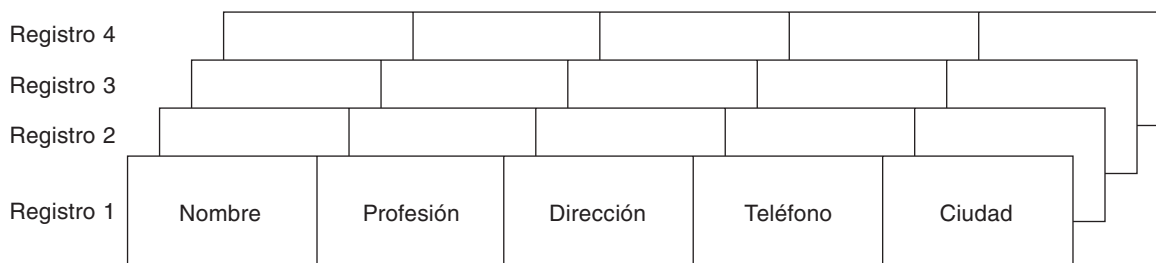 Registro 4
Registro 3
Registro 2
Registro 1 Nombre Profesión Dirección Teléfono Ciudad